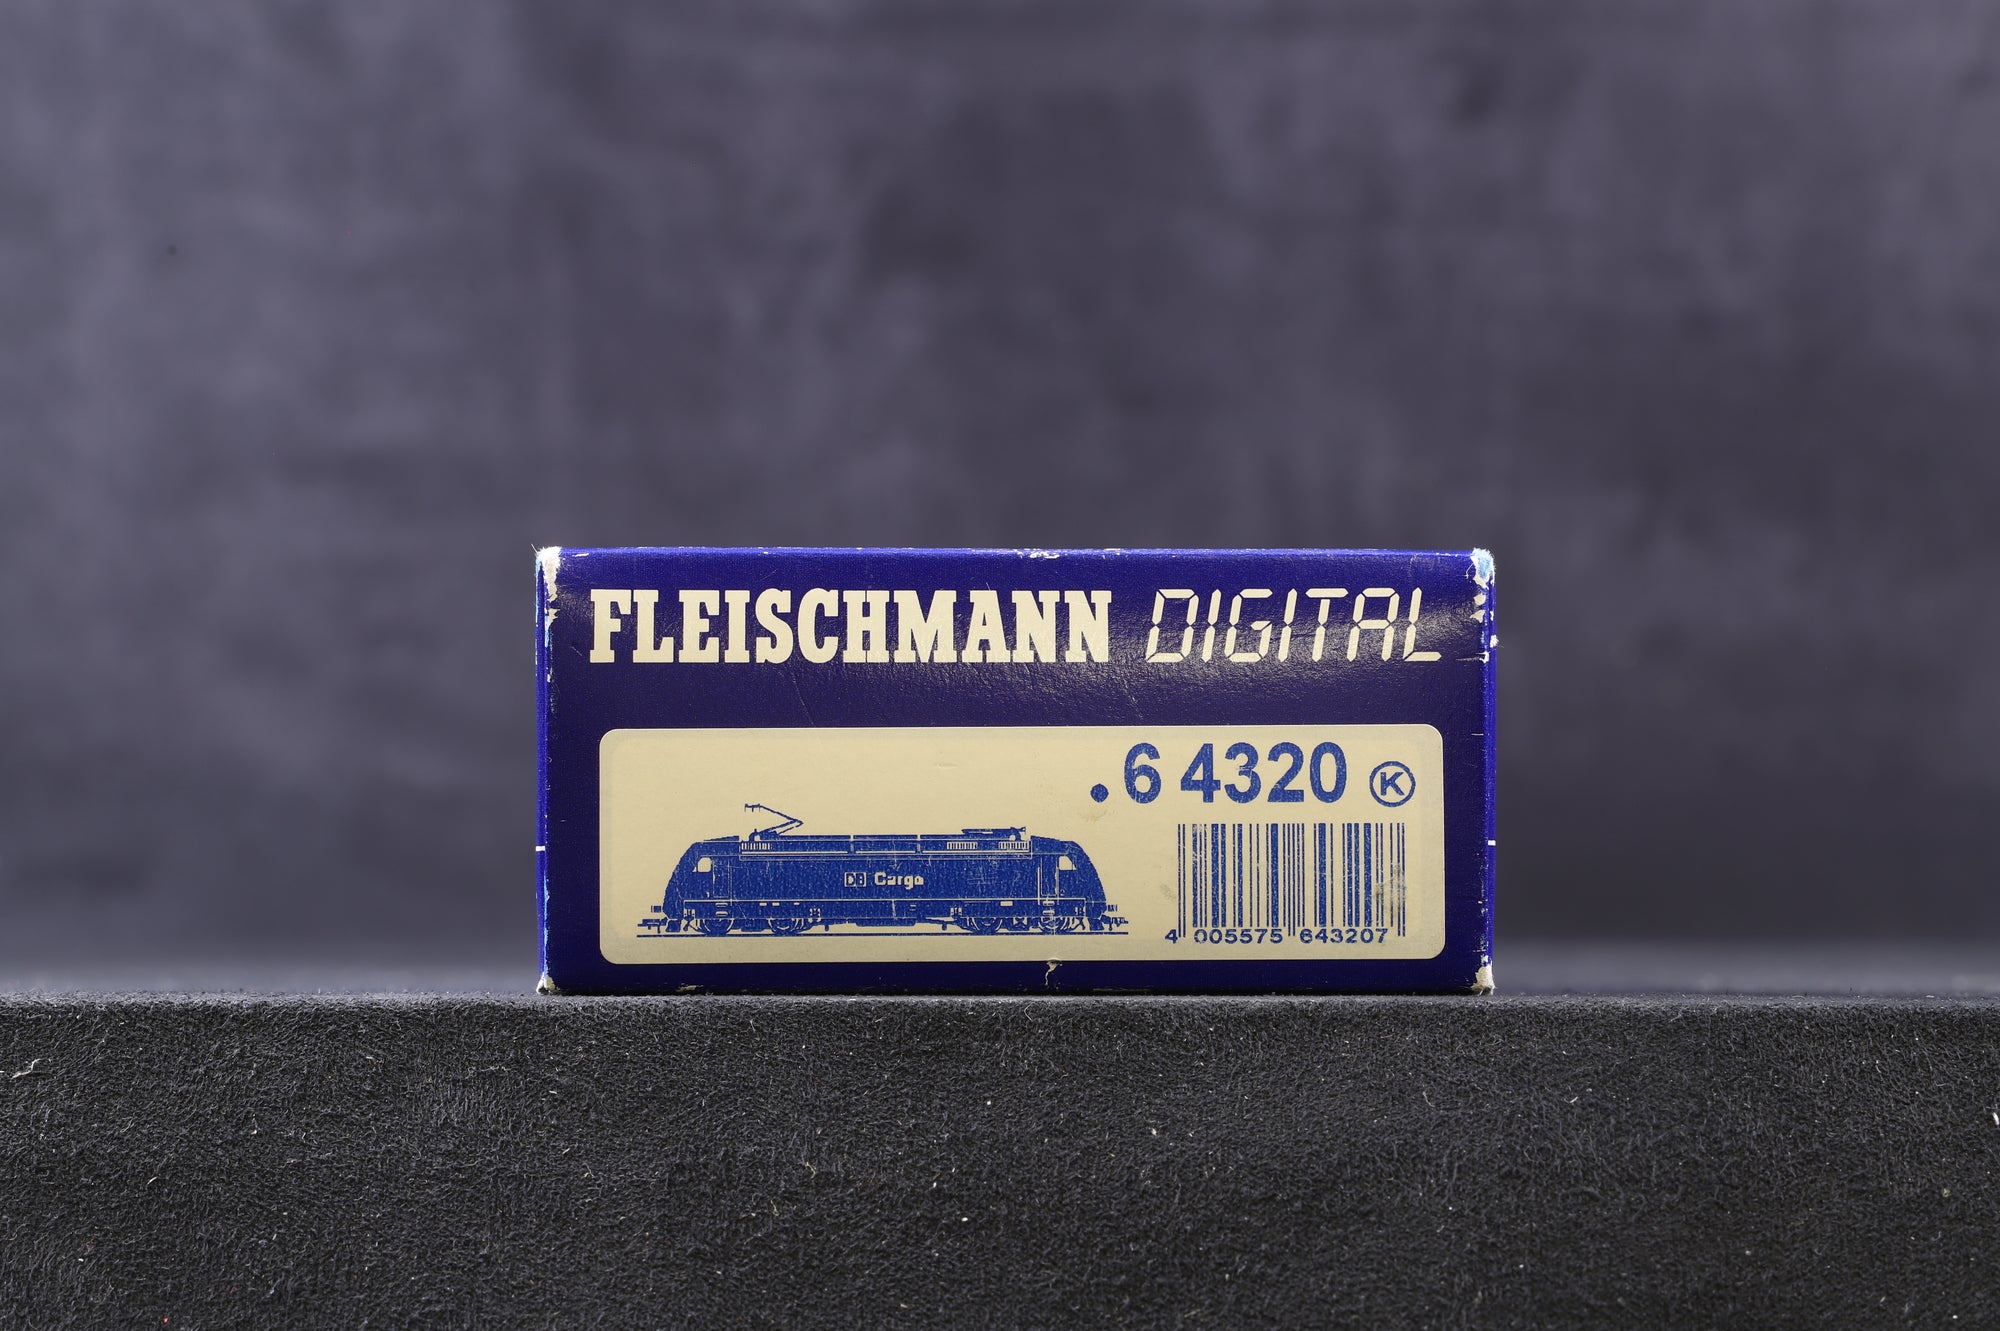 FLEISCHMANN DIGITAL
.6 4320 K
DB Cargo
4 005575 643207